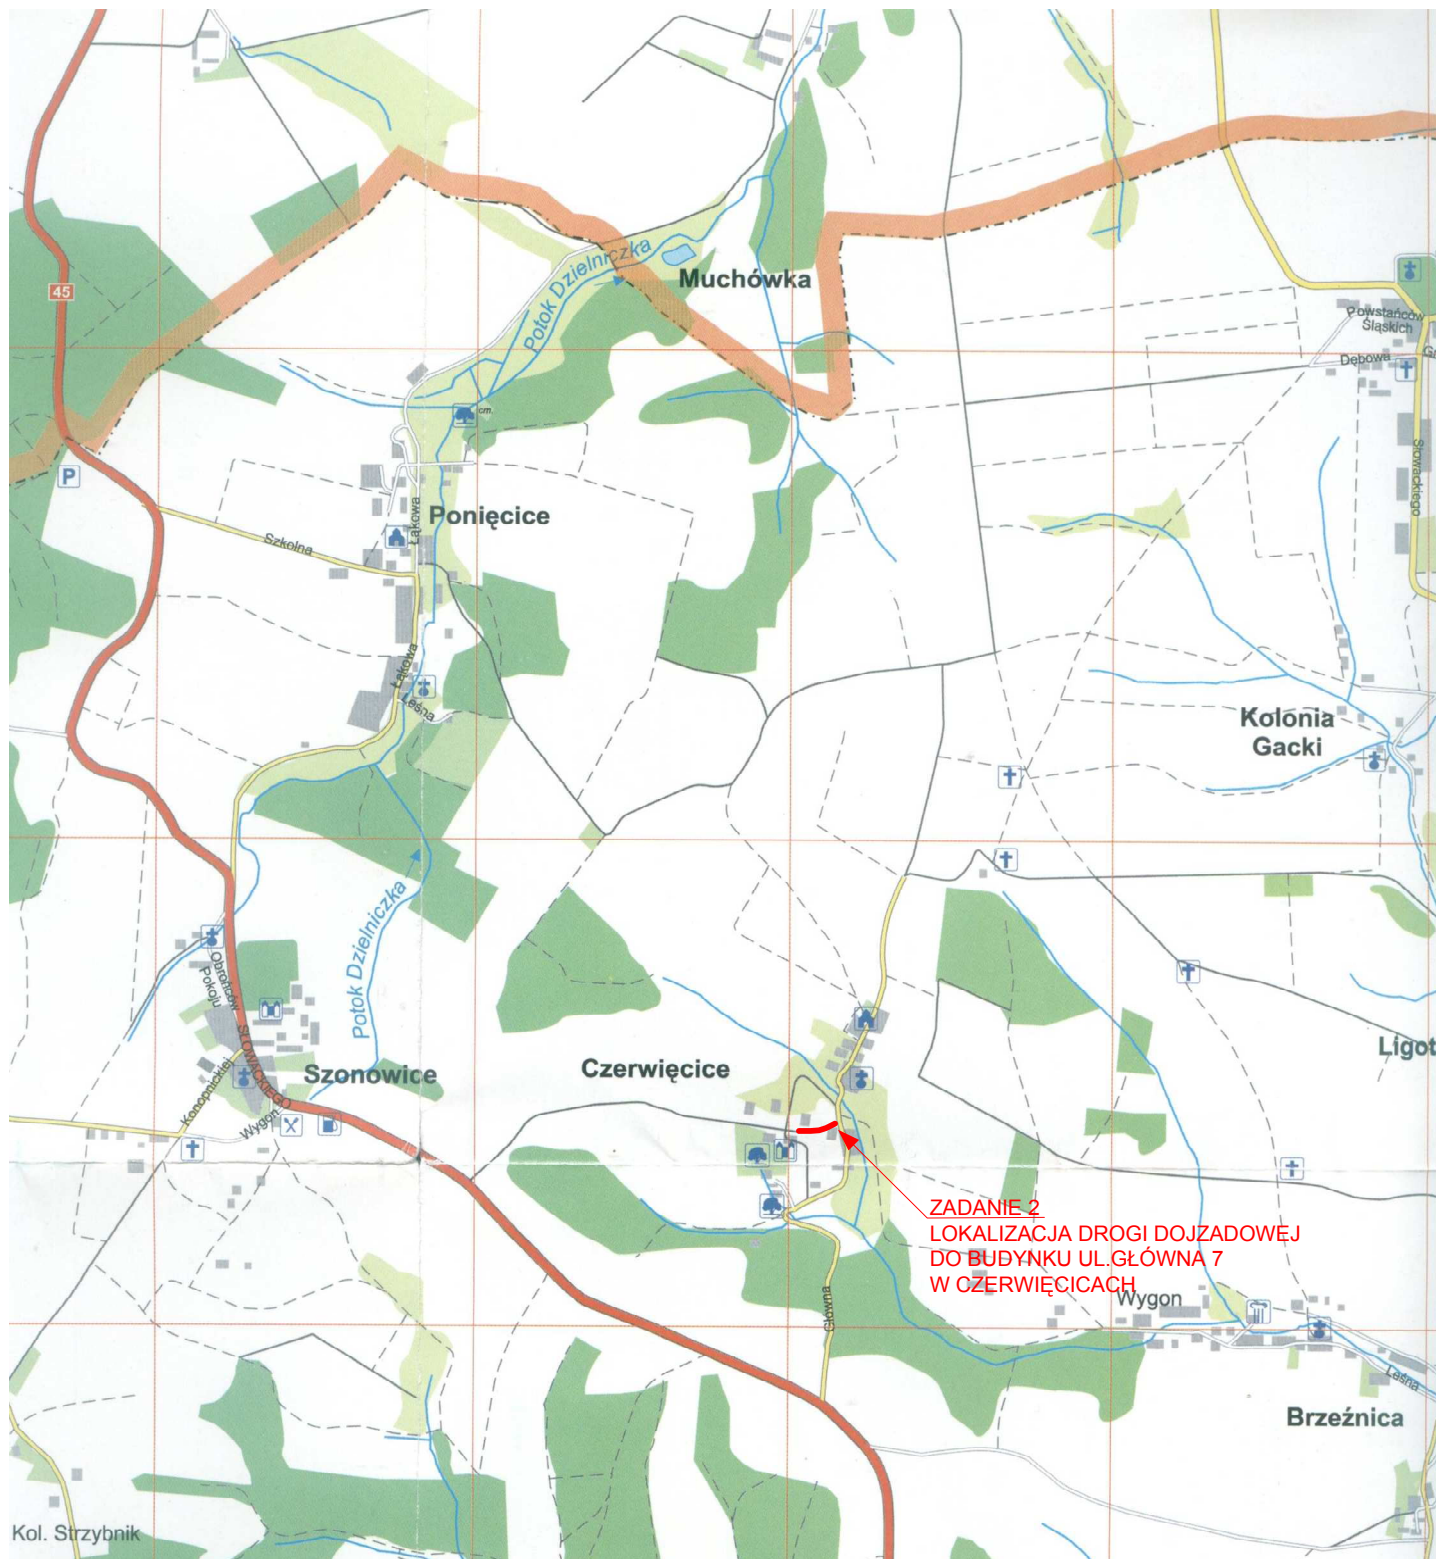 45
Potok Dzielniczka
Muchówka
Powstańców
Śląskich
Dębowa
cm.
P
Słowackiego
Łąkowa
Ponięcice
Szkolna
Łąkowa
Leśna
Kolonia
Gacki
Potok Dzielniczka
Obrońców
Pokoju
SŁOWACKIEGO
Szonowice
Konopnickiej
Wygon
Czerwięcice
Ligot
ZADANIE 2
LOKALIZACJA DROGI DOJZADOWEJ
DO BUDYNKU UL.GŁÓWNA 7
W CZERWIĘCICACH
Wygon
Główna
Leśna
Brzeźnica
Kol. Strzybnik